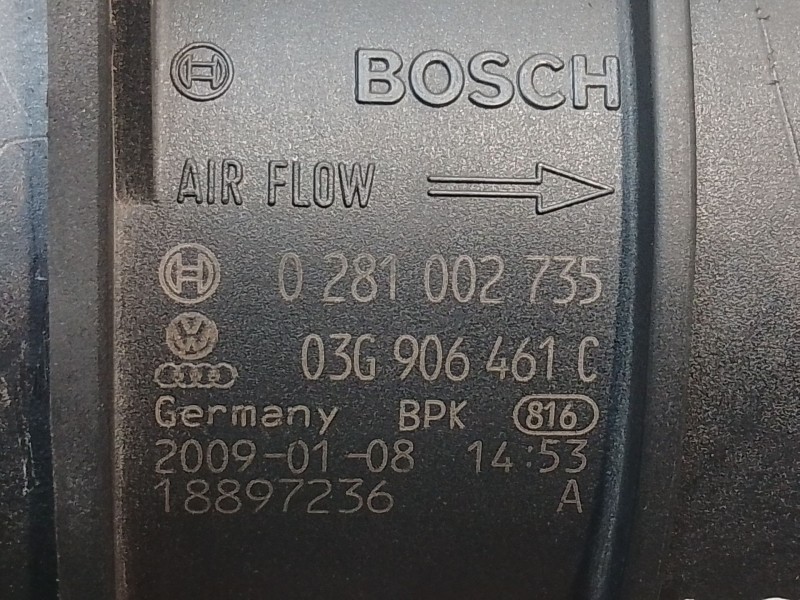 BOSCH
AIR FLOW
0 281 002 735
03G 906 461 C
Germany BPK 816
2009-01-08 14:53
18897236 A